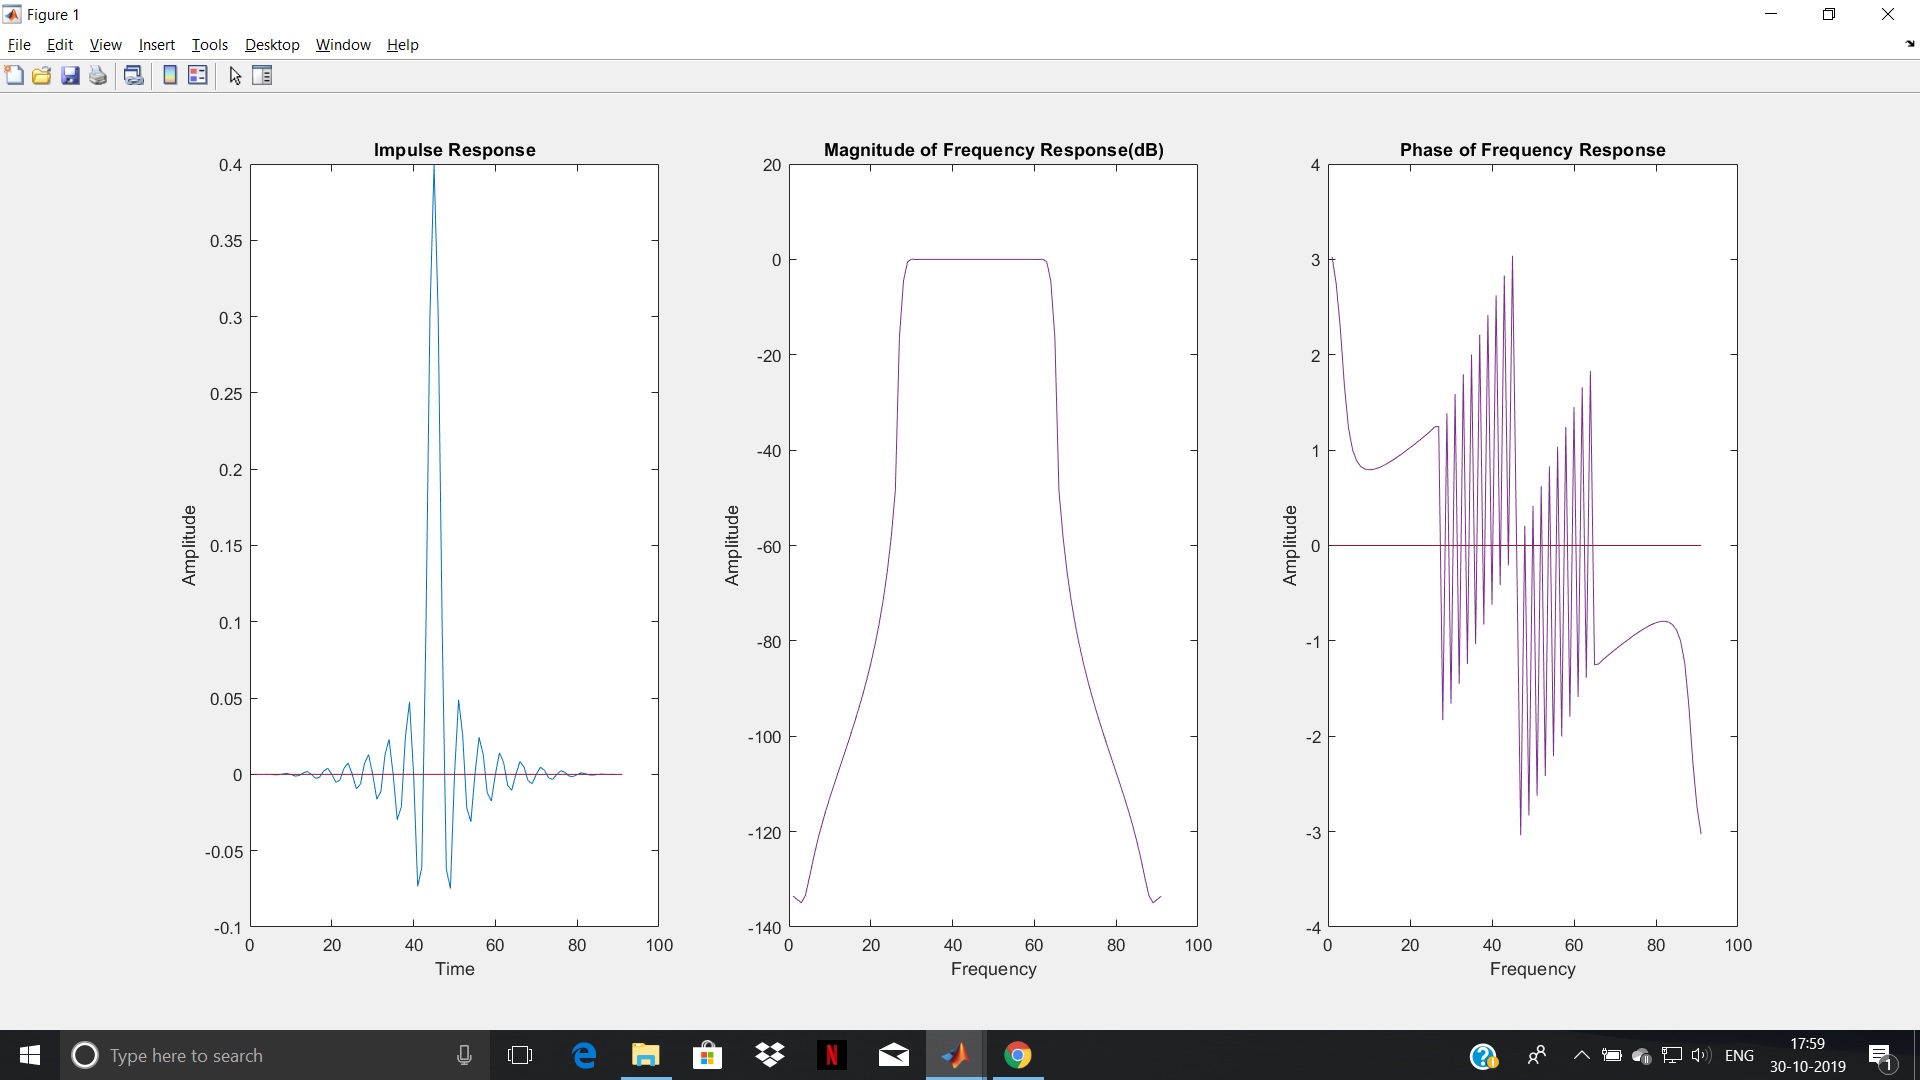 Figure 1
File Edit View Insert Tools Desktop Window Help
Impulse Response
0.4
0.35
0.3
0.25
0.2
0.15
0.1
0.05
0
-0.05
-0.1
Amplitude
0 20 40 60 80 100
Time
Magnitude of Frequency Response(dB)
20
0
-20
-40
-60
-80
-100
-120
-140
Amplitude
0 20 40 60 80 100
Frequency
Phase of Frequency Response
4
3
2
1
0
-1
-2
-3
-4
Amplitude
0 20 40 60 80 100
Frequency
Type here to search
N
ENG
17:59
30-10-2019
1